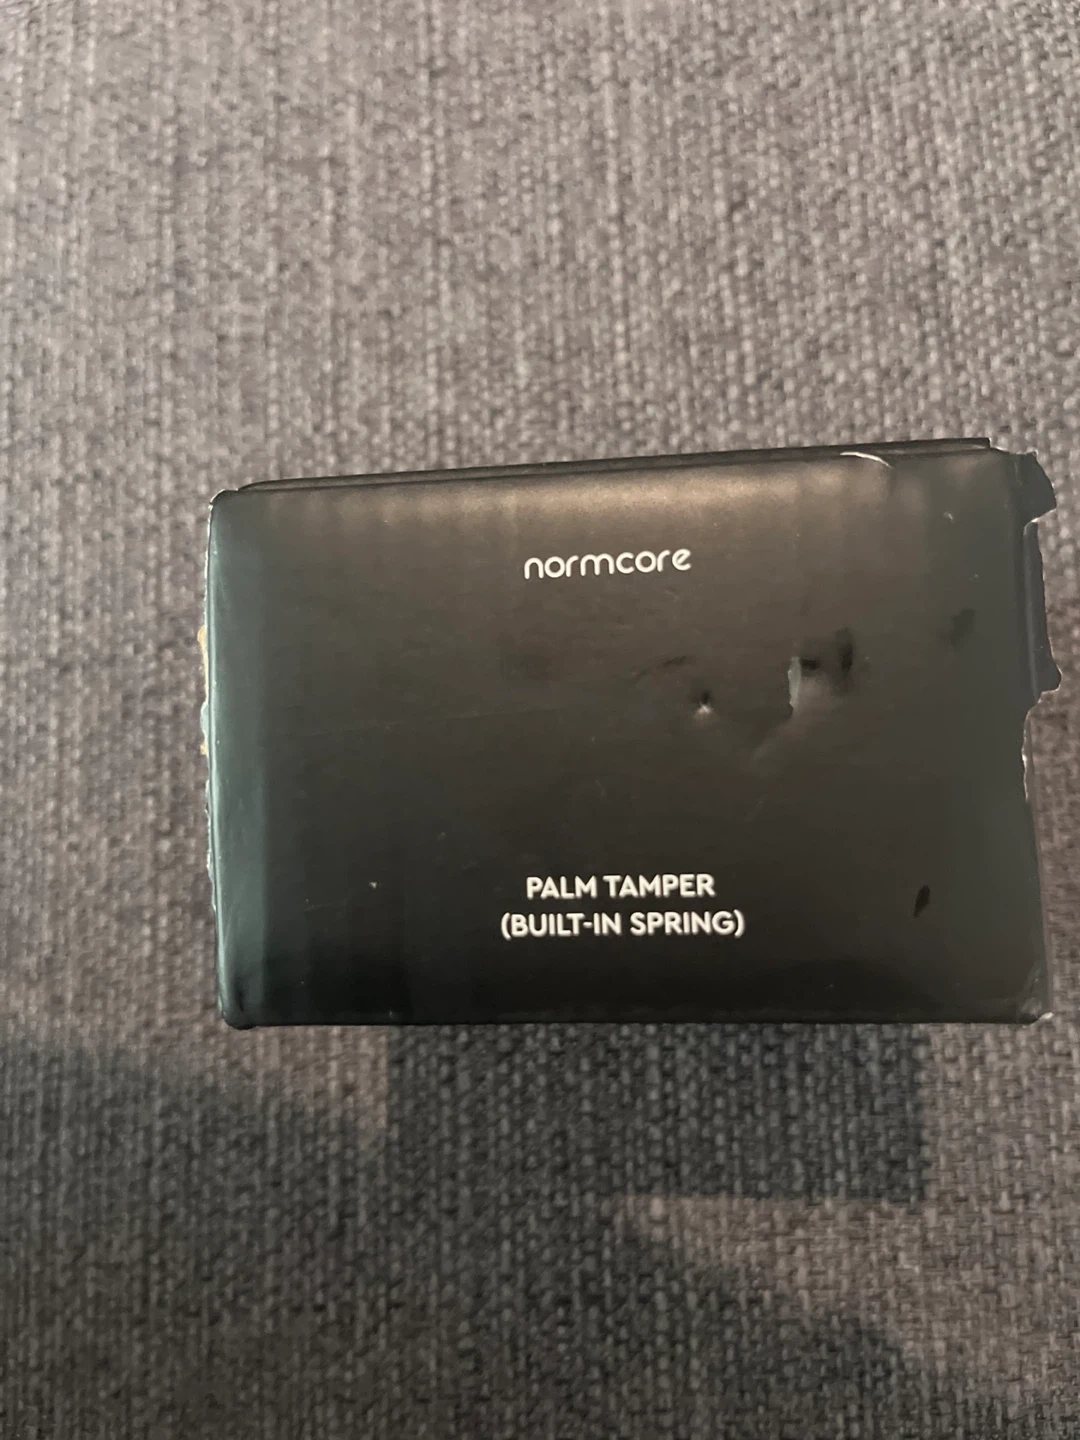 normcore
PALM TAMPER
(BUILT-IN SPRING)